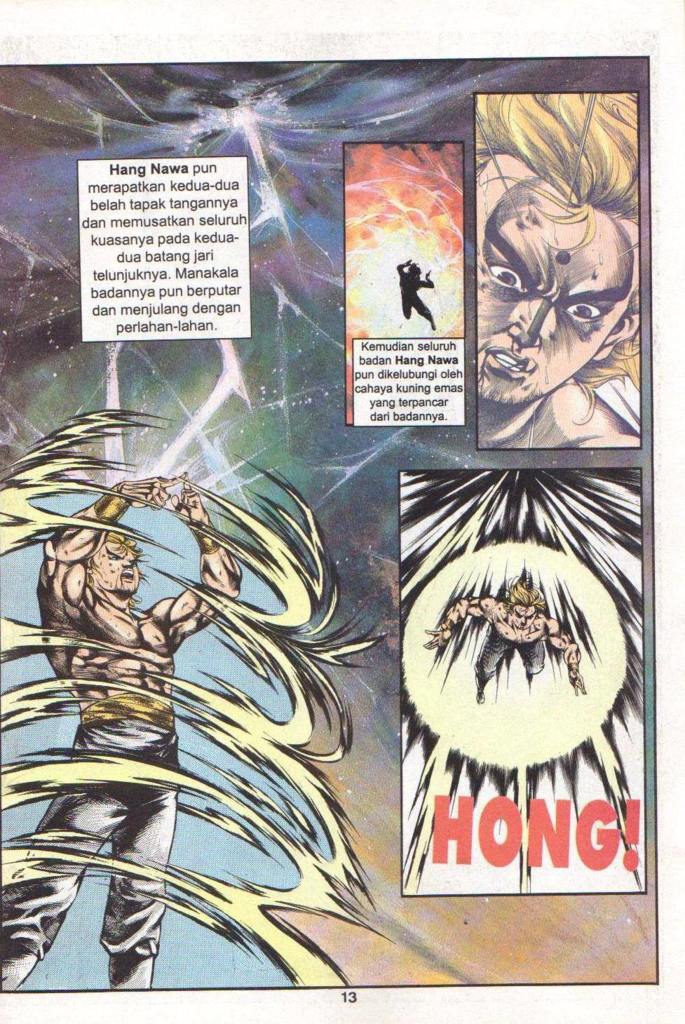 Hang Nawa pun
merapatkan kedua-dua
belah tapak tangannya
dan memusatkan seluruh
kuasanya pada kedua-
dua batang jari
telunjuknya. Manakala
badannya pun berputar
dan menjulang dengan
perlahan-lahan.
Kemudian seluruh
badan Hang Nawa
pun dikelubungi oleh
cahaya kuning emas
yang terpancar
dari badannya.
HONG!
13